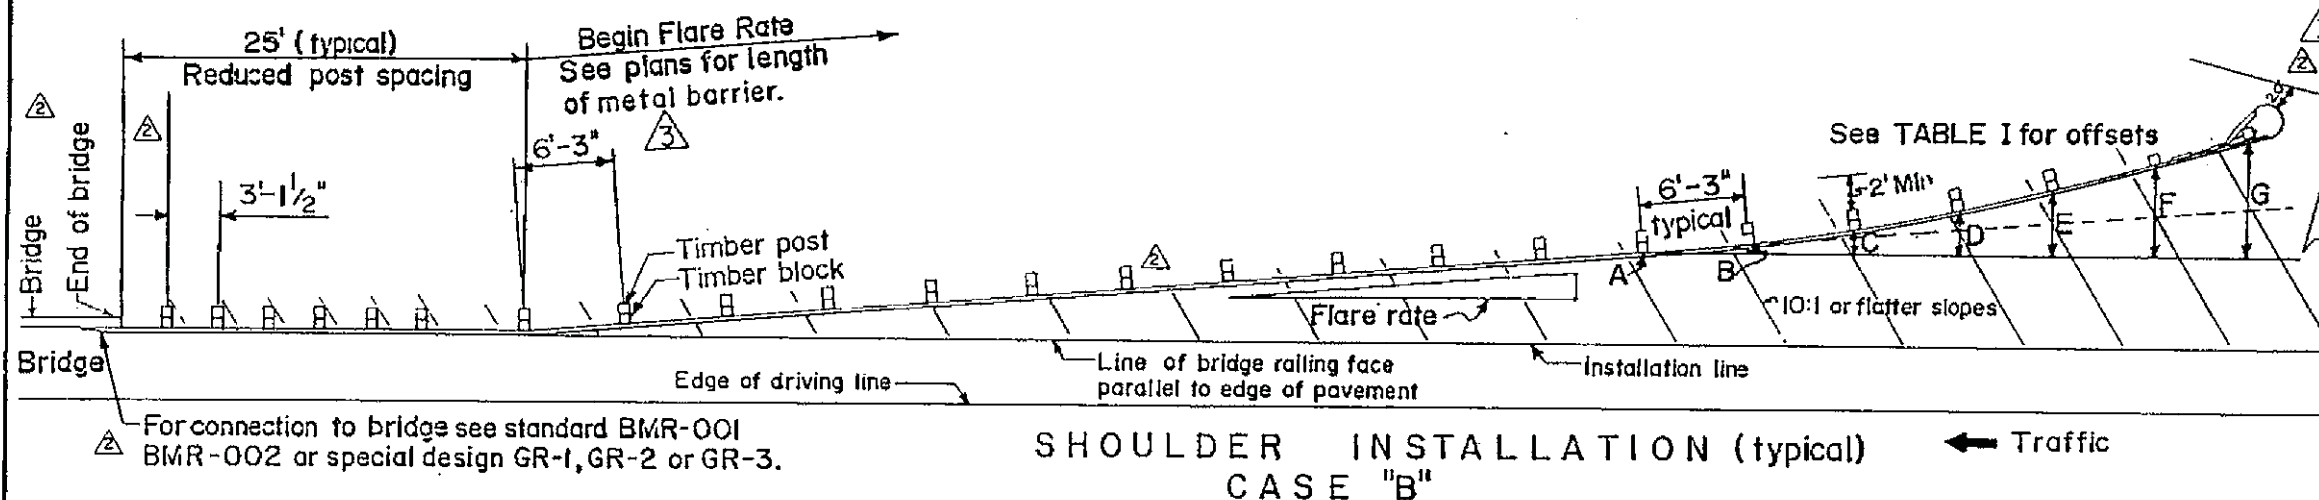 25' (typical)
Reduced post spacing
Begin Flare Rate
See plans for length
of metal barrier.
3
6'-3"
2
2
3'-1 1/2"
Bridge
End of bridge
Timber post
Timber block
2
See TABLE I for offsets
2
6'-3"
typical
2' Min
A
B
C
D
E
F
G
Flare rate
10:1 or flatter slopes
Bridge
Line of bridge railing face
parallel to edge of pavement
Installation line
Edge of driving line
2
For connection to bridge see standard BMR-001
BMR-002 or special design GR-1, GR-2 or GR-3.
SHOULDER INSTALLATION (typical)
CASE "B"
Traffic